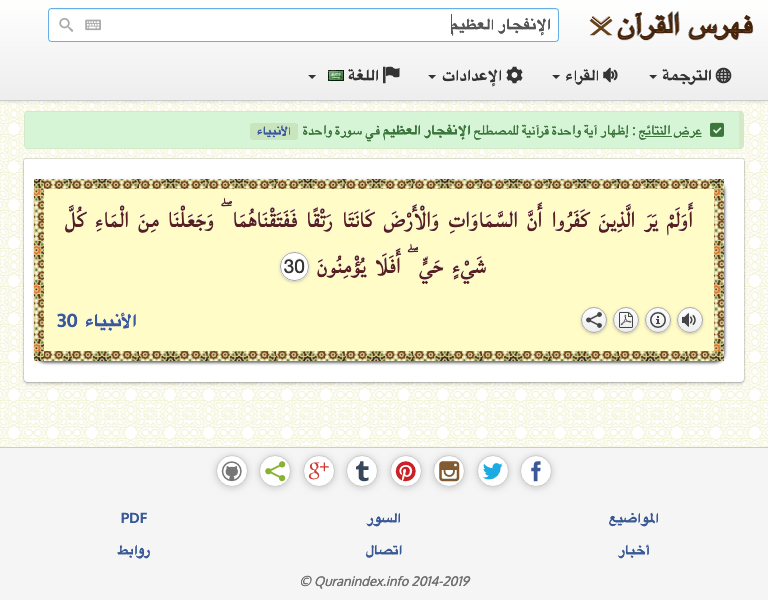 فهرس القرآن
الإنفجار العظيم
الترجمة
القراء
الإعدادات
اللغة
عرض النتائج : إظهار آية واحدة قرآنية للمصطلح الإنفجار العظيم في سورة واحدة الأنبياء
أَوَلَمْ يَرَ الَّذِينَ كَفَرُوا أَنَّ السَّمَاوَاتِ وَالْأَرْضَ كَانَتَا رَتْقًا فَفَتَقْنَاهُمَا ۖ وَجَعَلْنَا مِنَ الْمَاءِ كُلَّ
شَيْءٍ حَيٍّ ۖ أَفَلَا يُؤْمِنُونَ 30
الأنبياء 30
المواضيع
السور
PDF
أخبار
اتصال
روابط
© Quranindex.info 2014-2019